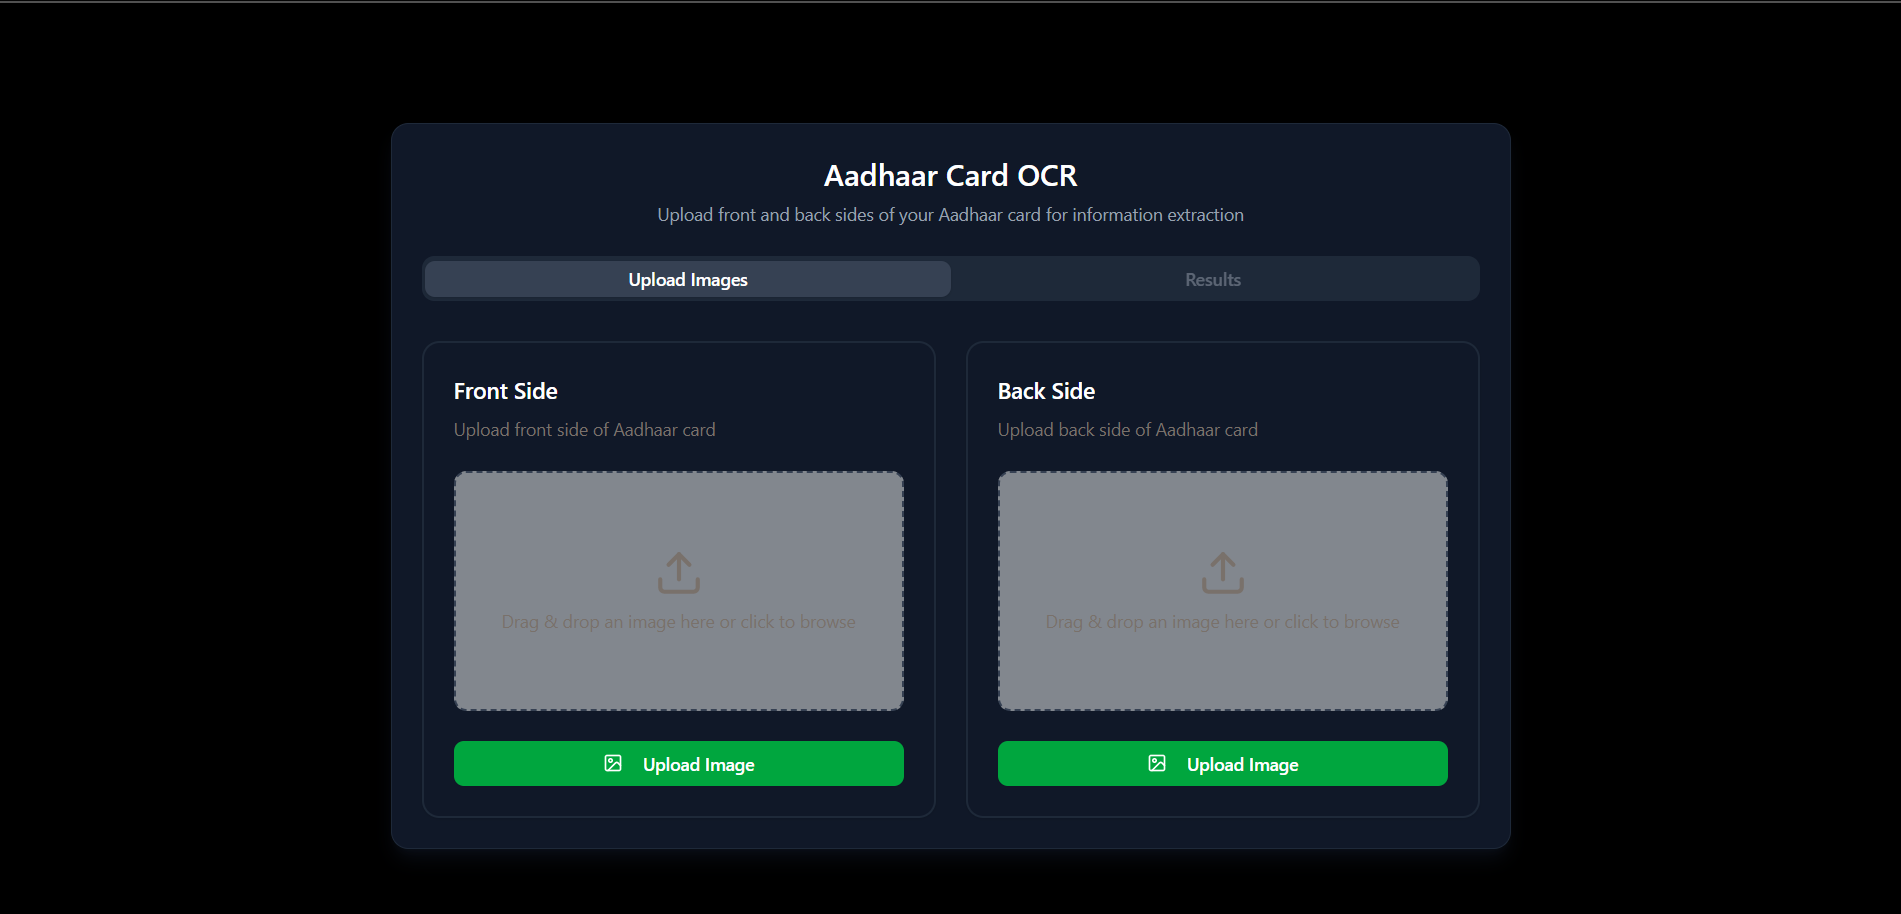 Aadhaar Card OCR
Upload front and back sides of your Aadhaar card for information extraction
Upload Images
Results
Front Side
Upload front side of Aadhaar card
Drag & drop an image here or click to browse
Upload Image
Back Side
Upload back side of Aadhaar card
Drag & drop an image here or click to browse
Upload Image